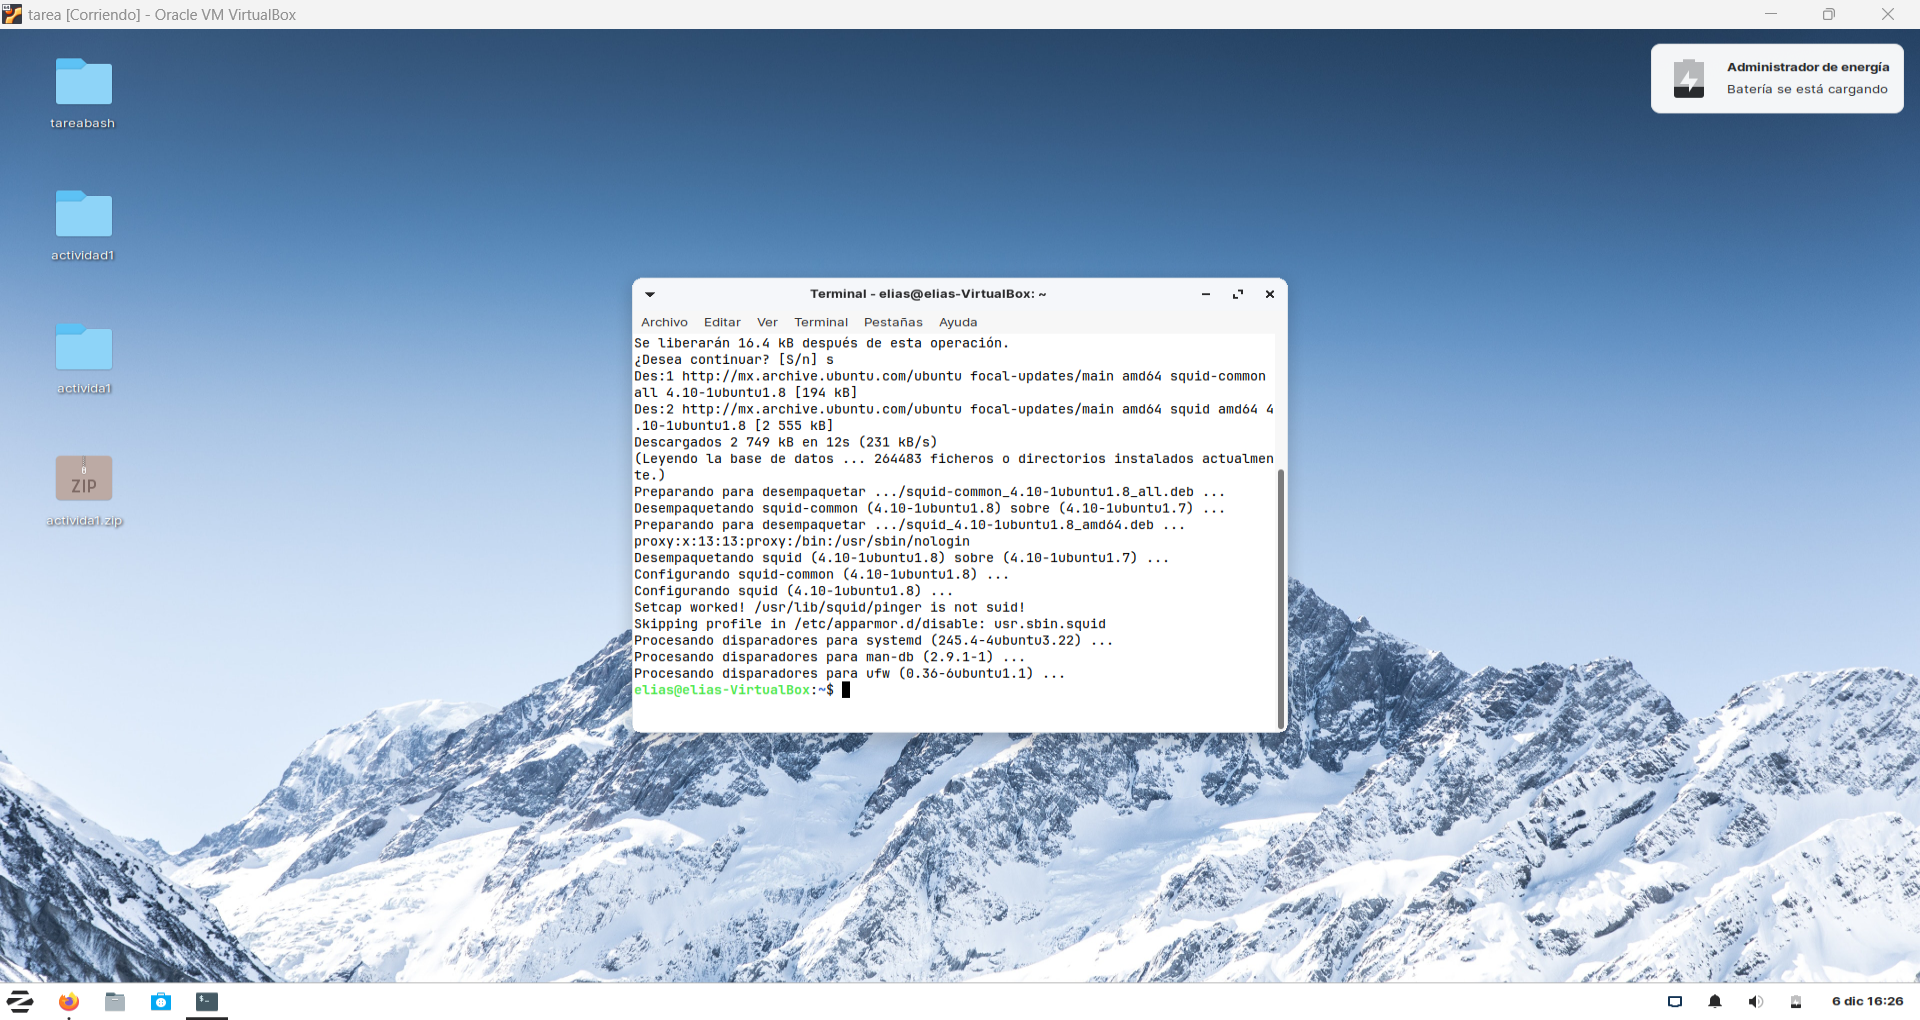 tarea [Corriendo] - Oracle VM VirtualBox
tareabash
actividad1
activida1
ZIP
activida1.zip
Administrador de energía
Batería se está cargando
Terminal - elias@elias-VirtualBox: ~
Archivo Editar Ver Terminal Pestañas Ayuda
Se liberarán 16.4 kB después de esta operación.
¿Desea continuar? [S/n] s
Des:1 http://mx.archive.ubuntu.com/ubuntu focal-updates/main amd64 squid-common
all 4.10-1ubuntu1.8 [194 kB]
Des:2 http://mx.archive.ubuntu.com/ubuntu focal-updates/main amd64 squid amd64 4
.10-1ubuntu1.8 [2 555 kB]
Descargados 2 749 kB en 12s (231 kB/s)
(Leyendo la base de datos ... 264483 ficheros o directorios instalados actualmen
te.)
Preparando para desempaquetar .../squid-common_4.10-1ubuntu1.8_all.deb ...
Desempaquetando squid-common (4.10-1ubuntu1.8) sobre (4.10-1ubuntu1.7) ...
Preparando para desempaquetar .../squid_4.10-1ubuntu1.8_amd64.deb ...
proxy:x:13:13:proxy:/bin:/usr/sbin/nologin
Desempaquetando squid (4.10-1ubuntu1.8) sobre (4.10-1ubuntu1.7) ...
Configurando squid-common (4.10-1ubuntu1.8) ...
Configurando squid (4.10-1ubuntu1.8) ...
Setcap worked! /usr/lib/squid/pinger is not suid!
Skipping profile in /etc/apparmor.d/disable: usr.sbin.squid
Procesando disparadores para systemd (245.4-4ubuntu3.22) ...
Procesando disparadores para man-db (2.9.1-1) ...
Procesando disparadores para ufw (0.36-6ubuntu1.1) ...
elias@elias-VirtualBox:~$
6 dic 16:26